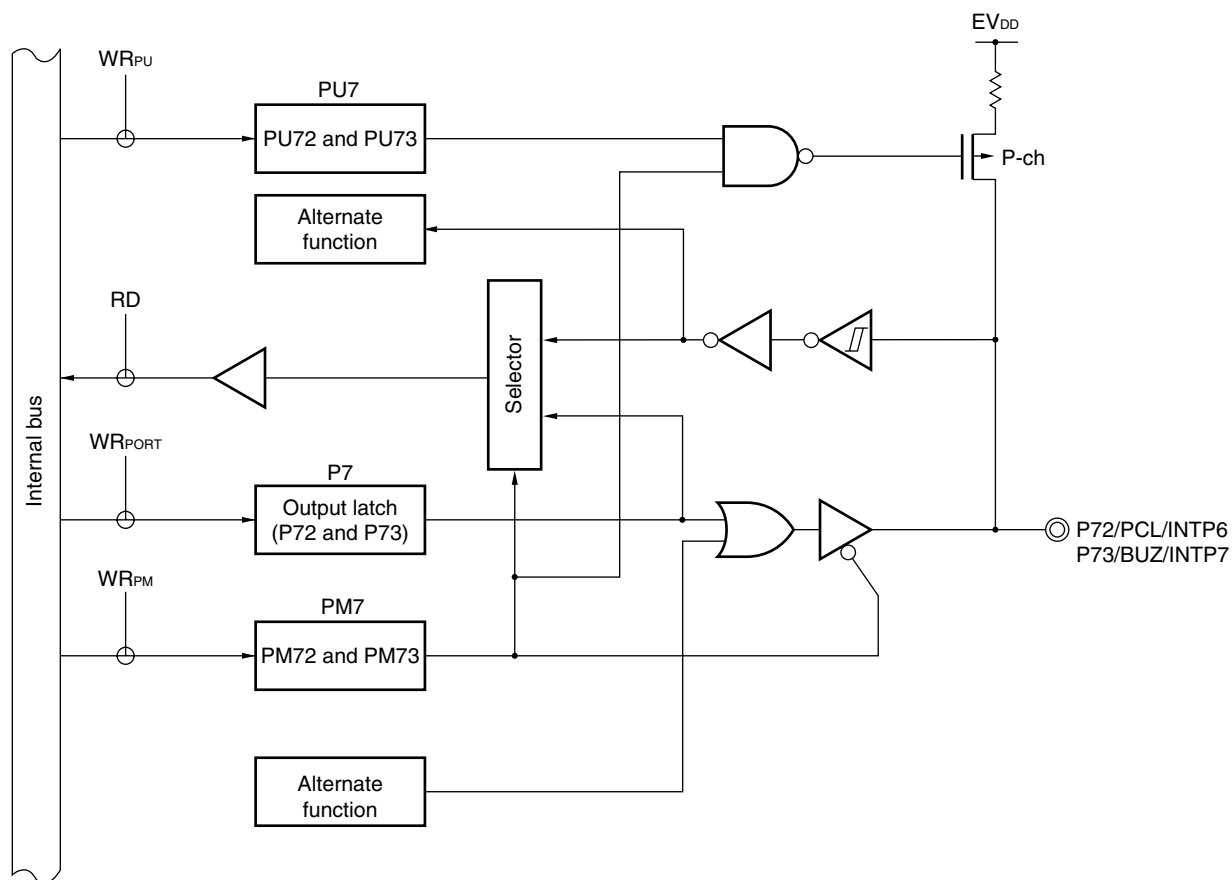 EVDD
WRPU
PU7
PU72 and PU73
P-ch
Alternate
function
RD
Selector
Internal bus
WRPORT
P7
Output latch
(P72 and P73)
P72/PCL/INTP6
P73/BUZ/INTP7
WRPM
PM7
PM72 and PM73
Alternate
function